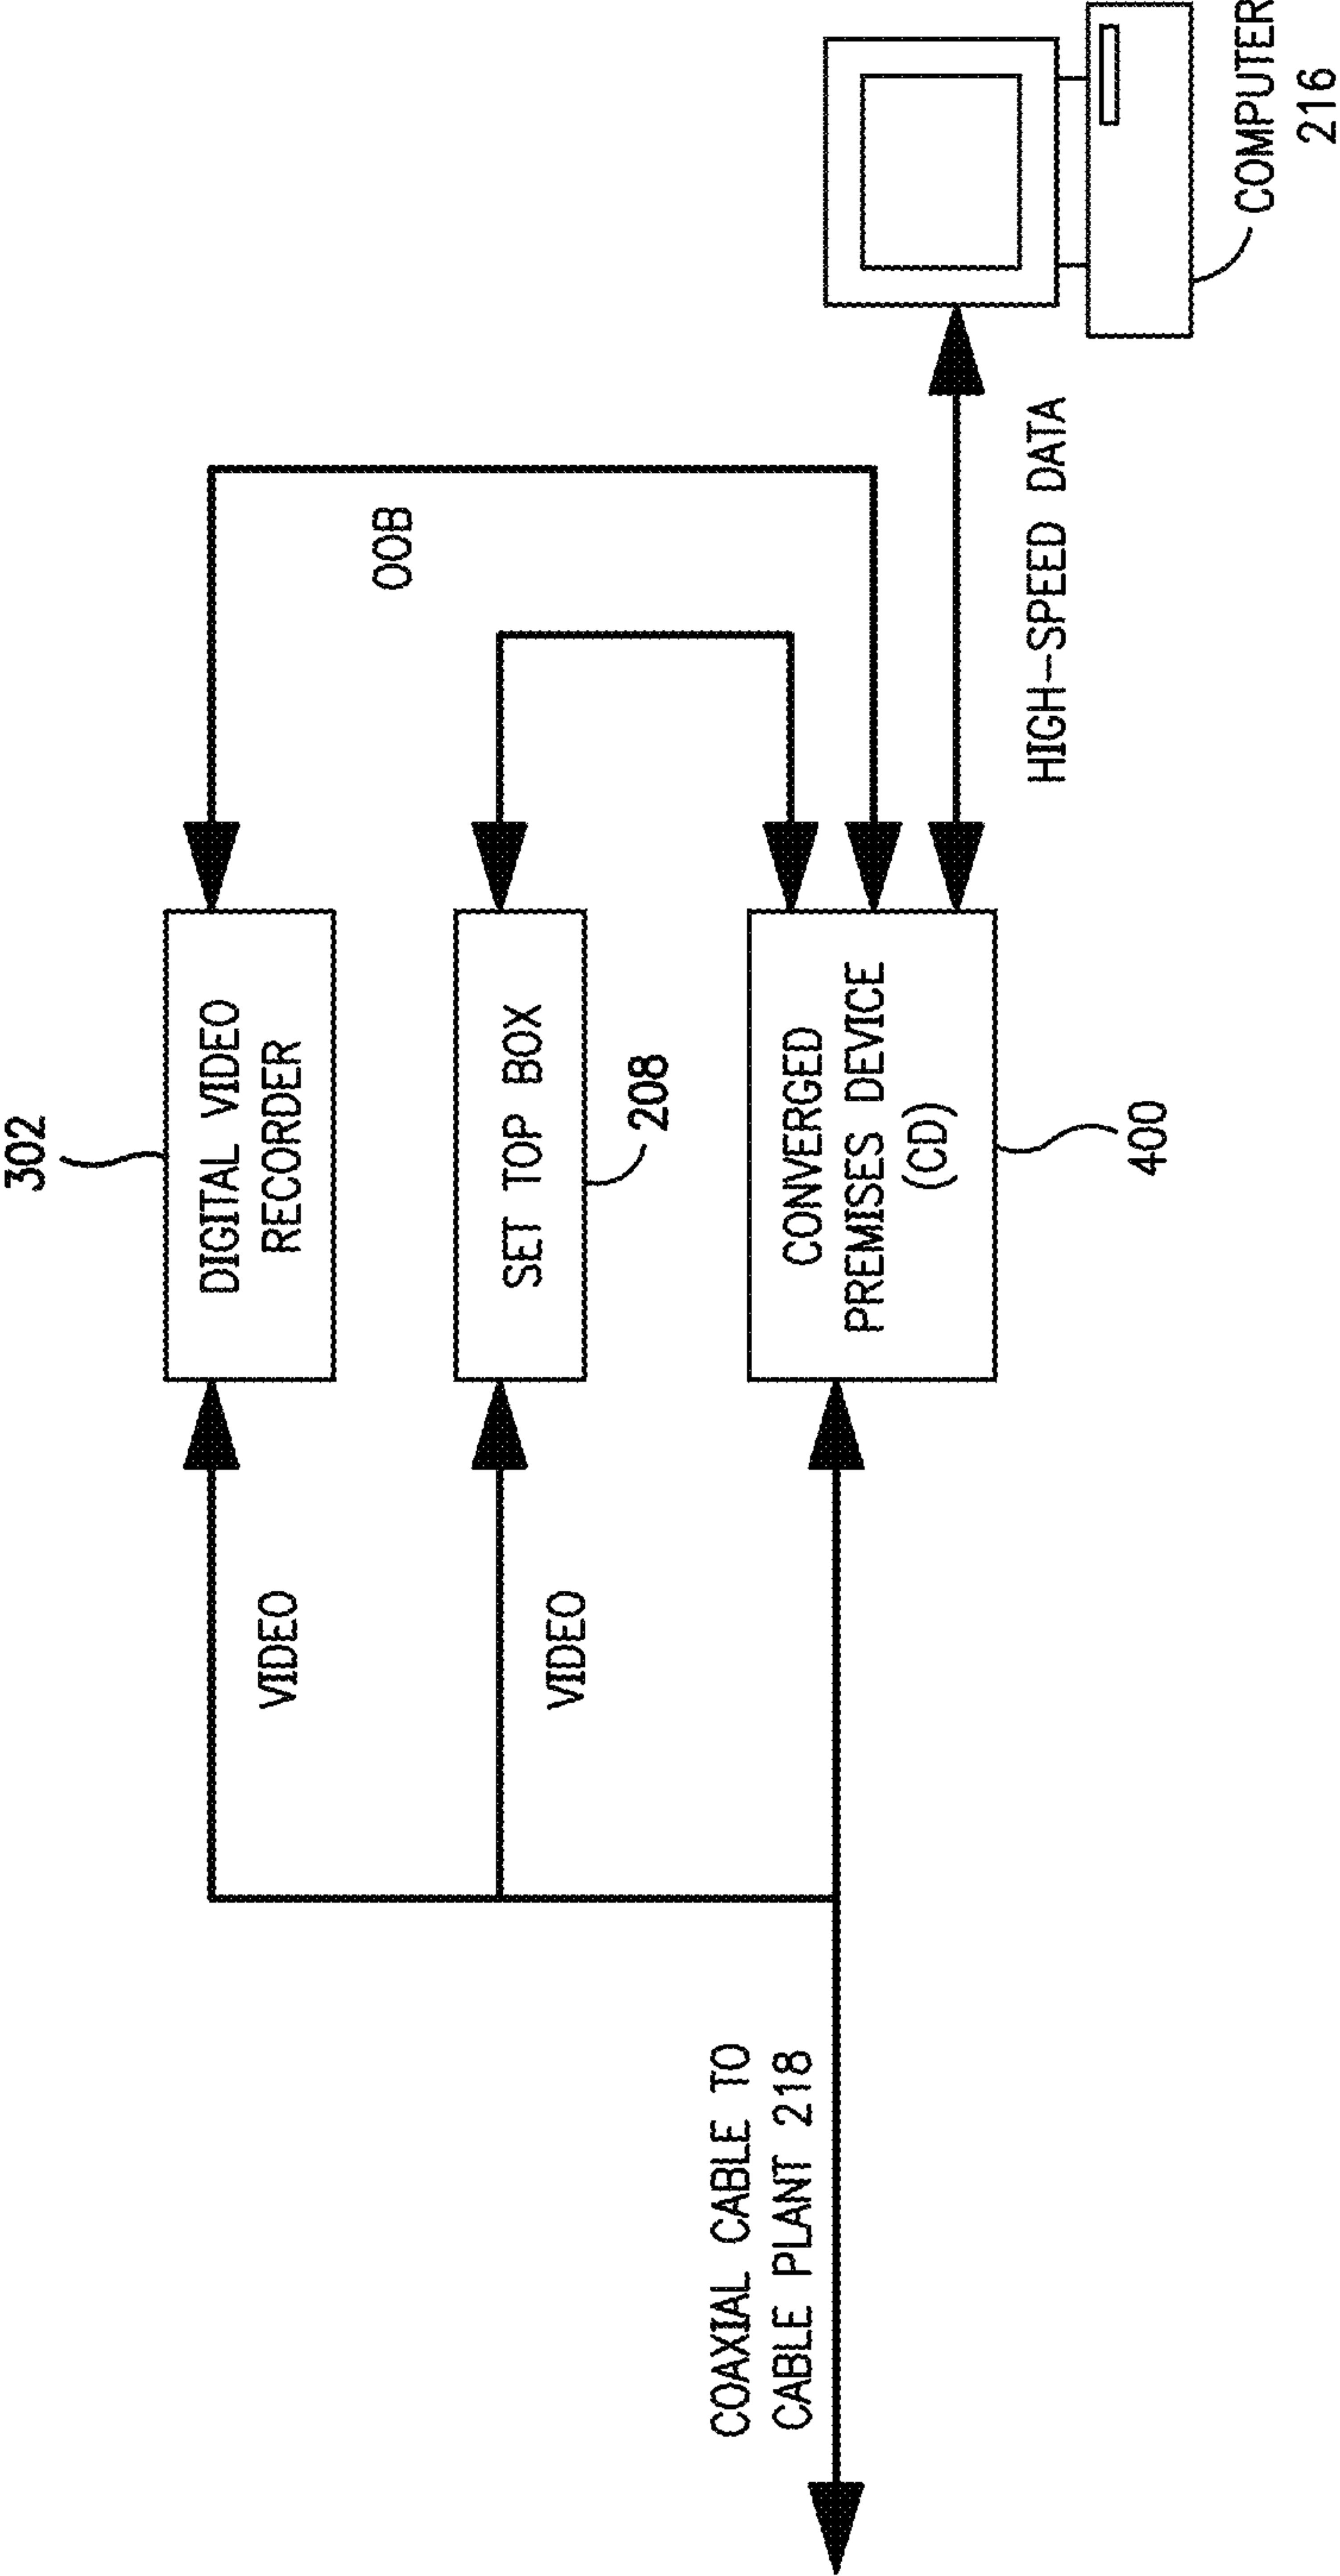 302
DIGITAL VIDEO
RECORDER
VIDEO
OOB
SET TOP BOX
208
VIDEO
COAXIAL CABLE TO
CABLE PLANT 218
CONVERGED
PREMISES DEVICE
(CD)
400
HIGH-SPEED DATA
COMPUTER
216